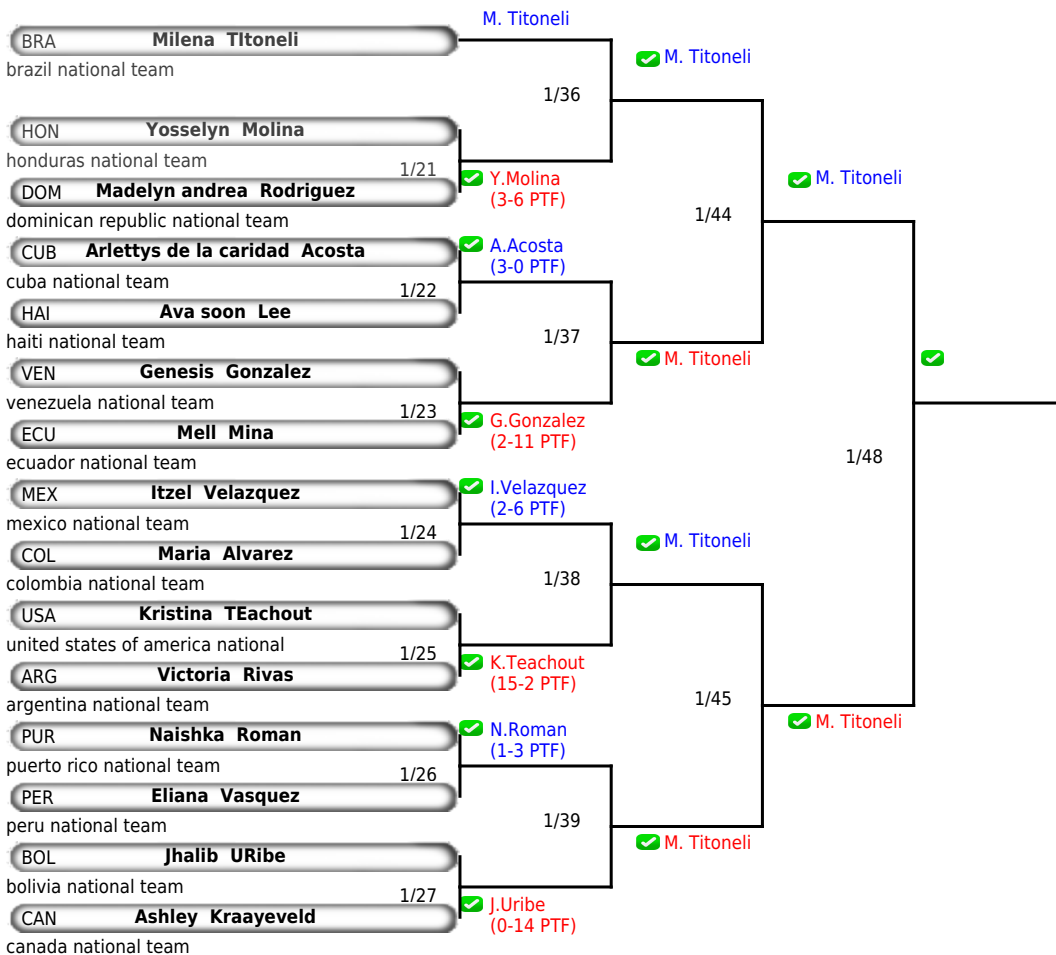 M. Titoneli
BRA Milena TItoneli
brazil national team
M. Titoneli
1/36
HON Yosselyn Molina
honduras national team
1/21
DOM Madelyn andrea Rodriguez
dominican republic national team
Y.Molina
(3-6 PTF)
M. Titoneli
1/44
CUB Arlettys de la caridad Acosta
cuba national team
A.Acosta
(3-0 PTF)
1/22
HAI Ava soon Lee
haiti national team
1/37
M. Titoneli
VEN Genesis Gonzalez
venezuela national team
1/23
ECU Mell Mina
ecuador national team
G.Gonzalez
(2-11 PTF)
1/48
MEX Itzel Velazquez
mexico national team
I.Velazquez
(2-6 PTF)
1/24
COL Maria Alvarez
colombia national team
M. Titoneli
1/38
USA Kristina TEachout
united states of america national
1/25
ARG Victoria Rivas
argentina national team
K.Teachout
(15-2 PTF)
1/45
M. Titoneli
PUR Naishka Roman
puerto rico national team
N.Roman
(1-3 PTF)
1/26
PER Eliana Vasquez
peru national team
1/39
M. Titoneli
BOL Jhalib URibe
bolivia national team
1/27
CAN Ashley Kraayeveld
canada national team
J.Uribe
(0-14 PTF)